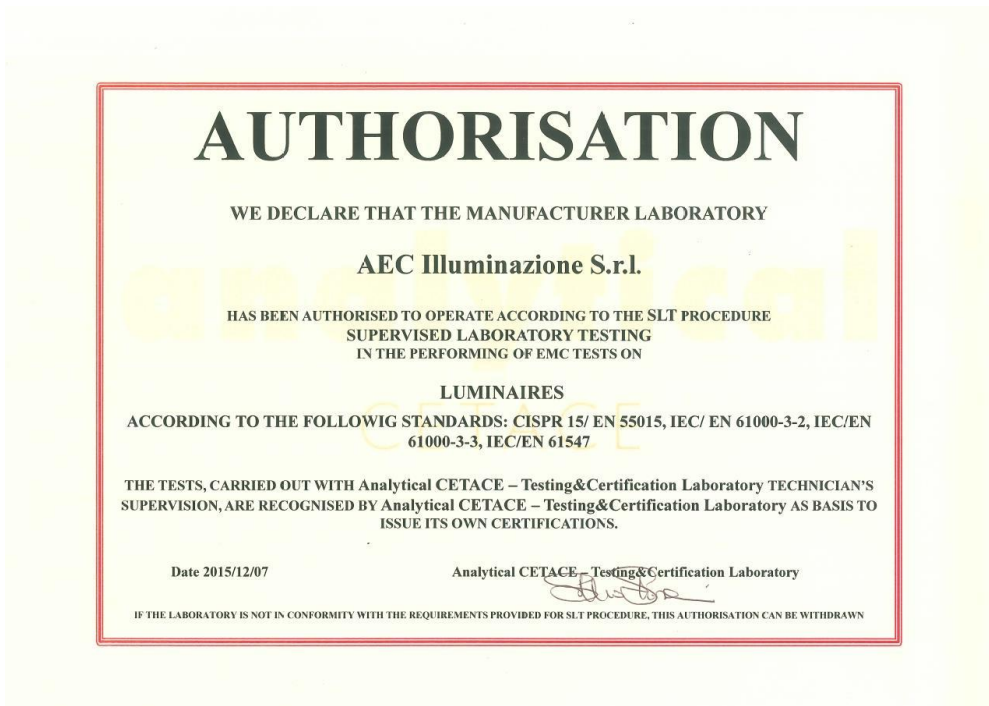 AUTHORISATION
WE DECLARE THAT THE MANUFACTURER LABORATORY
AEC Illuminazione S.r.l.
HAS BEEN AUTHORISED TO OPERATE ACCORDING TO THE SLT PROCEDURE
SUPERVISED LABORATORY TESTING
IN THE PERFORMING OF EMC TESTS ON
LUMINAIRES
ACCORDING TO THE FOLLOWIG STANDARDS: CISPR 15/ EN 55015, IEC/ EN 61000-3-2, IEC/EN
61000-3-3, IEC/EN 61547
THE TESTS, CARRIED OUT WITH Analytical CETACE – Testing&Certification Laboratory TECHNICIAN'S
SUPERVISION, ARE RECOGNISED BY Analytical CETACE – Testing&Certification Laboratory AS BASIS TO
ISSUE ITS OWN CERTIFICATIONS.
Date 2015/12/07 Analytical CETACE – Testing&Certification Laboratory
IF THE LABORATORY IS NOT IN CONFORMITY WITH THE REQUIREMENTS PROVIDED FOR SLT PROCEDURE, THIS AUTHORISATION CAN BE WITHDRAWN
analytical
CETACE